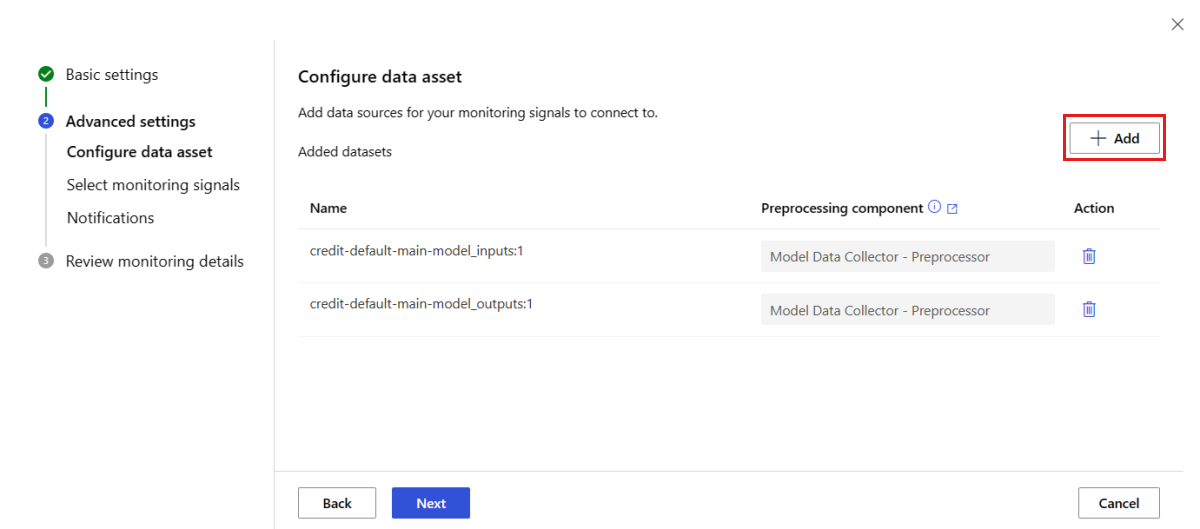 Basic settings
2 Advanced settings
Configure data asset
Select monitoring signals
Notifications
3 Review monitoring details
Configure data asset
Add data sources for your monitoring signals to connect to.
Added datasets
+ Add
Name Preprocessing component Action
credit-default-main-model_inputs:1 Model Data Collector - Preprocessor
credit-default-main-model_outputs:1 Model Data Collector - Preprocessor
Back Next Cancel